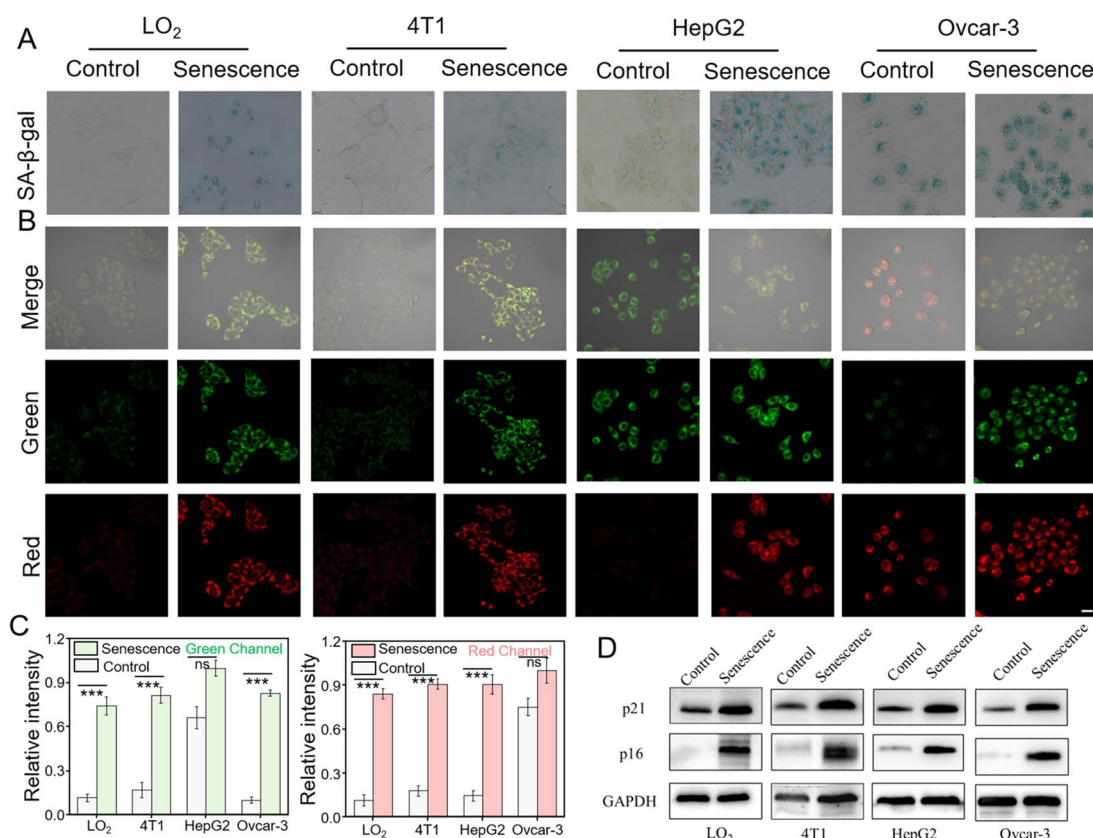 A
LO₂ 4T1 HepG2 Ovcar-3
Control Senescence Control Senescence Control Senescence Control Senescence
SA-β-gal
B
Merge
Green
Red
C
1.2
0.9
0.6
0.3
0.0
Relative intensity
Senescence Green Channel
Control
***
***
ns
***
LO₂ 4T1 HepG2 Ovcar-3
1.2
0.9
0.6
0.3
0.0
Relative intensity
Senescence Red Channel
Control
***
***
***
ns
LO₂ 4T1 HepG2 Ovcar-3
D
Control Senescence Control Senescence Control Senescence Control Senescence
p21
p16
GAPDH
LO₂ 4T1 HepG2 Ovcar-3